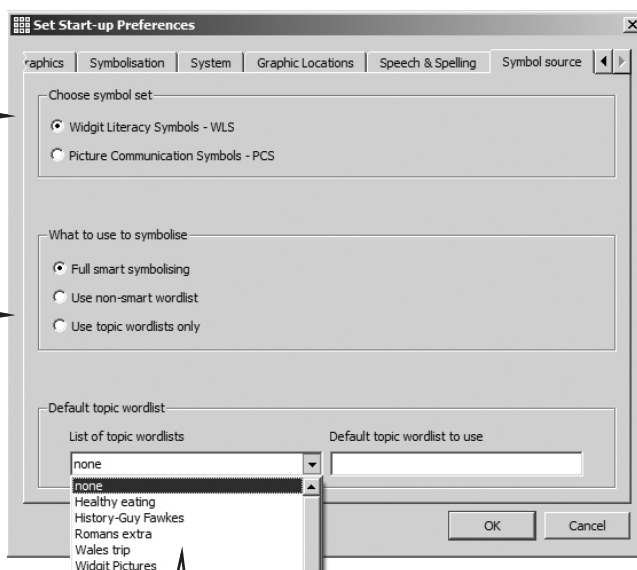 Set Start-up Preferences
raphics Symbolisation System Graphic Locations Speech & Spelling Symbol source
Choose symbol set
Widgit Literacy Symbols - WLS
Picture Communication Symbols - PCS
What to use to symbolise
Full smart symbolising
Use non-smart wordlist
Use topic wordlists only
Default topic wordlist
List of topic wordlists Default topic wordlist to use
none
none
Healthy eating
History-Guy Fawkes
Romans extra
Wales trip
Widgit Pictures
OK Cancel